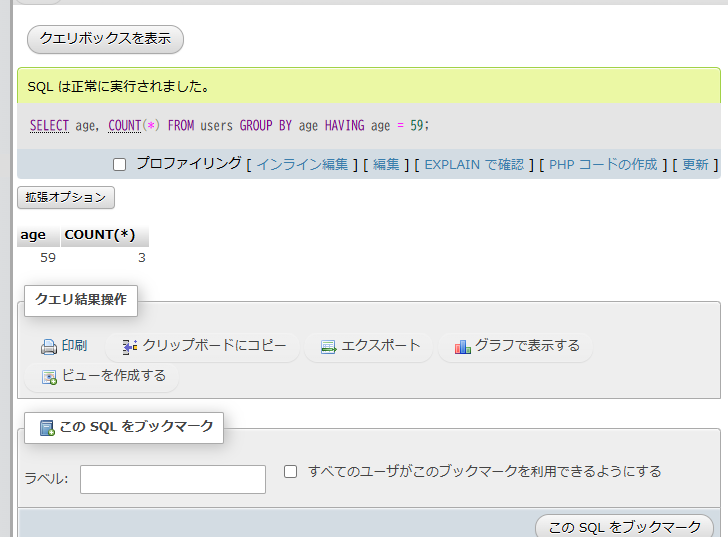 クエリボックスを表示
SQL は正常に実行されました。
SELECT age, COUNT(*) FROM users GROUP BY age HAVING age = 59;
プロファイリング [ インライン編集 ] [ 編集 ] [ EXPLAIN で確認 ] [ PHP コードの作成 ] [ 更新 ]
拡張オプション
age COUNT(*)
59 3
クエリ結果操作
印刷 クリップボードにコピー エクスポート グラフで表示する
ビューを作成する
この SQL をブックマーク
ラベル: すべてのユーザがこのブックマークを利用できるようにする
この SQL をブックマーク